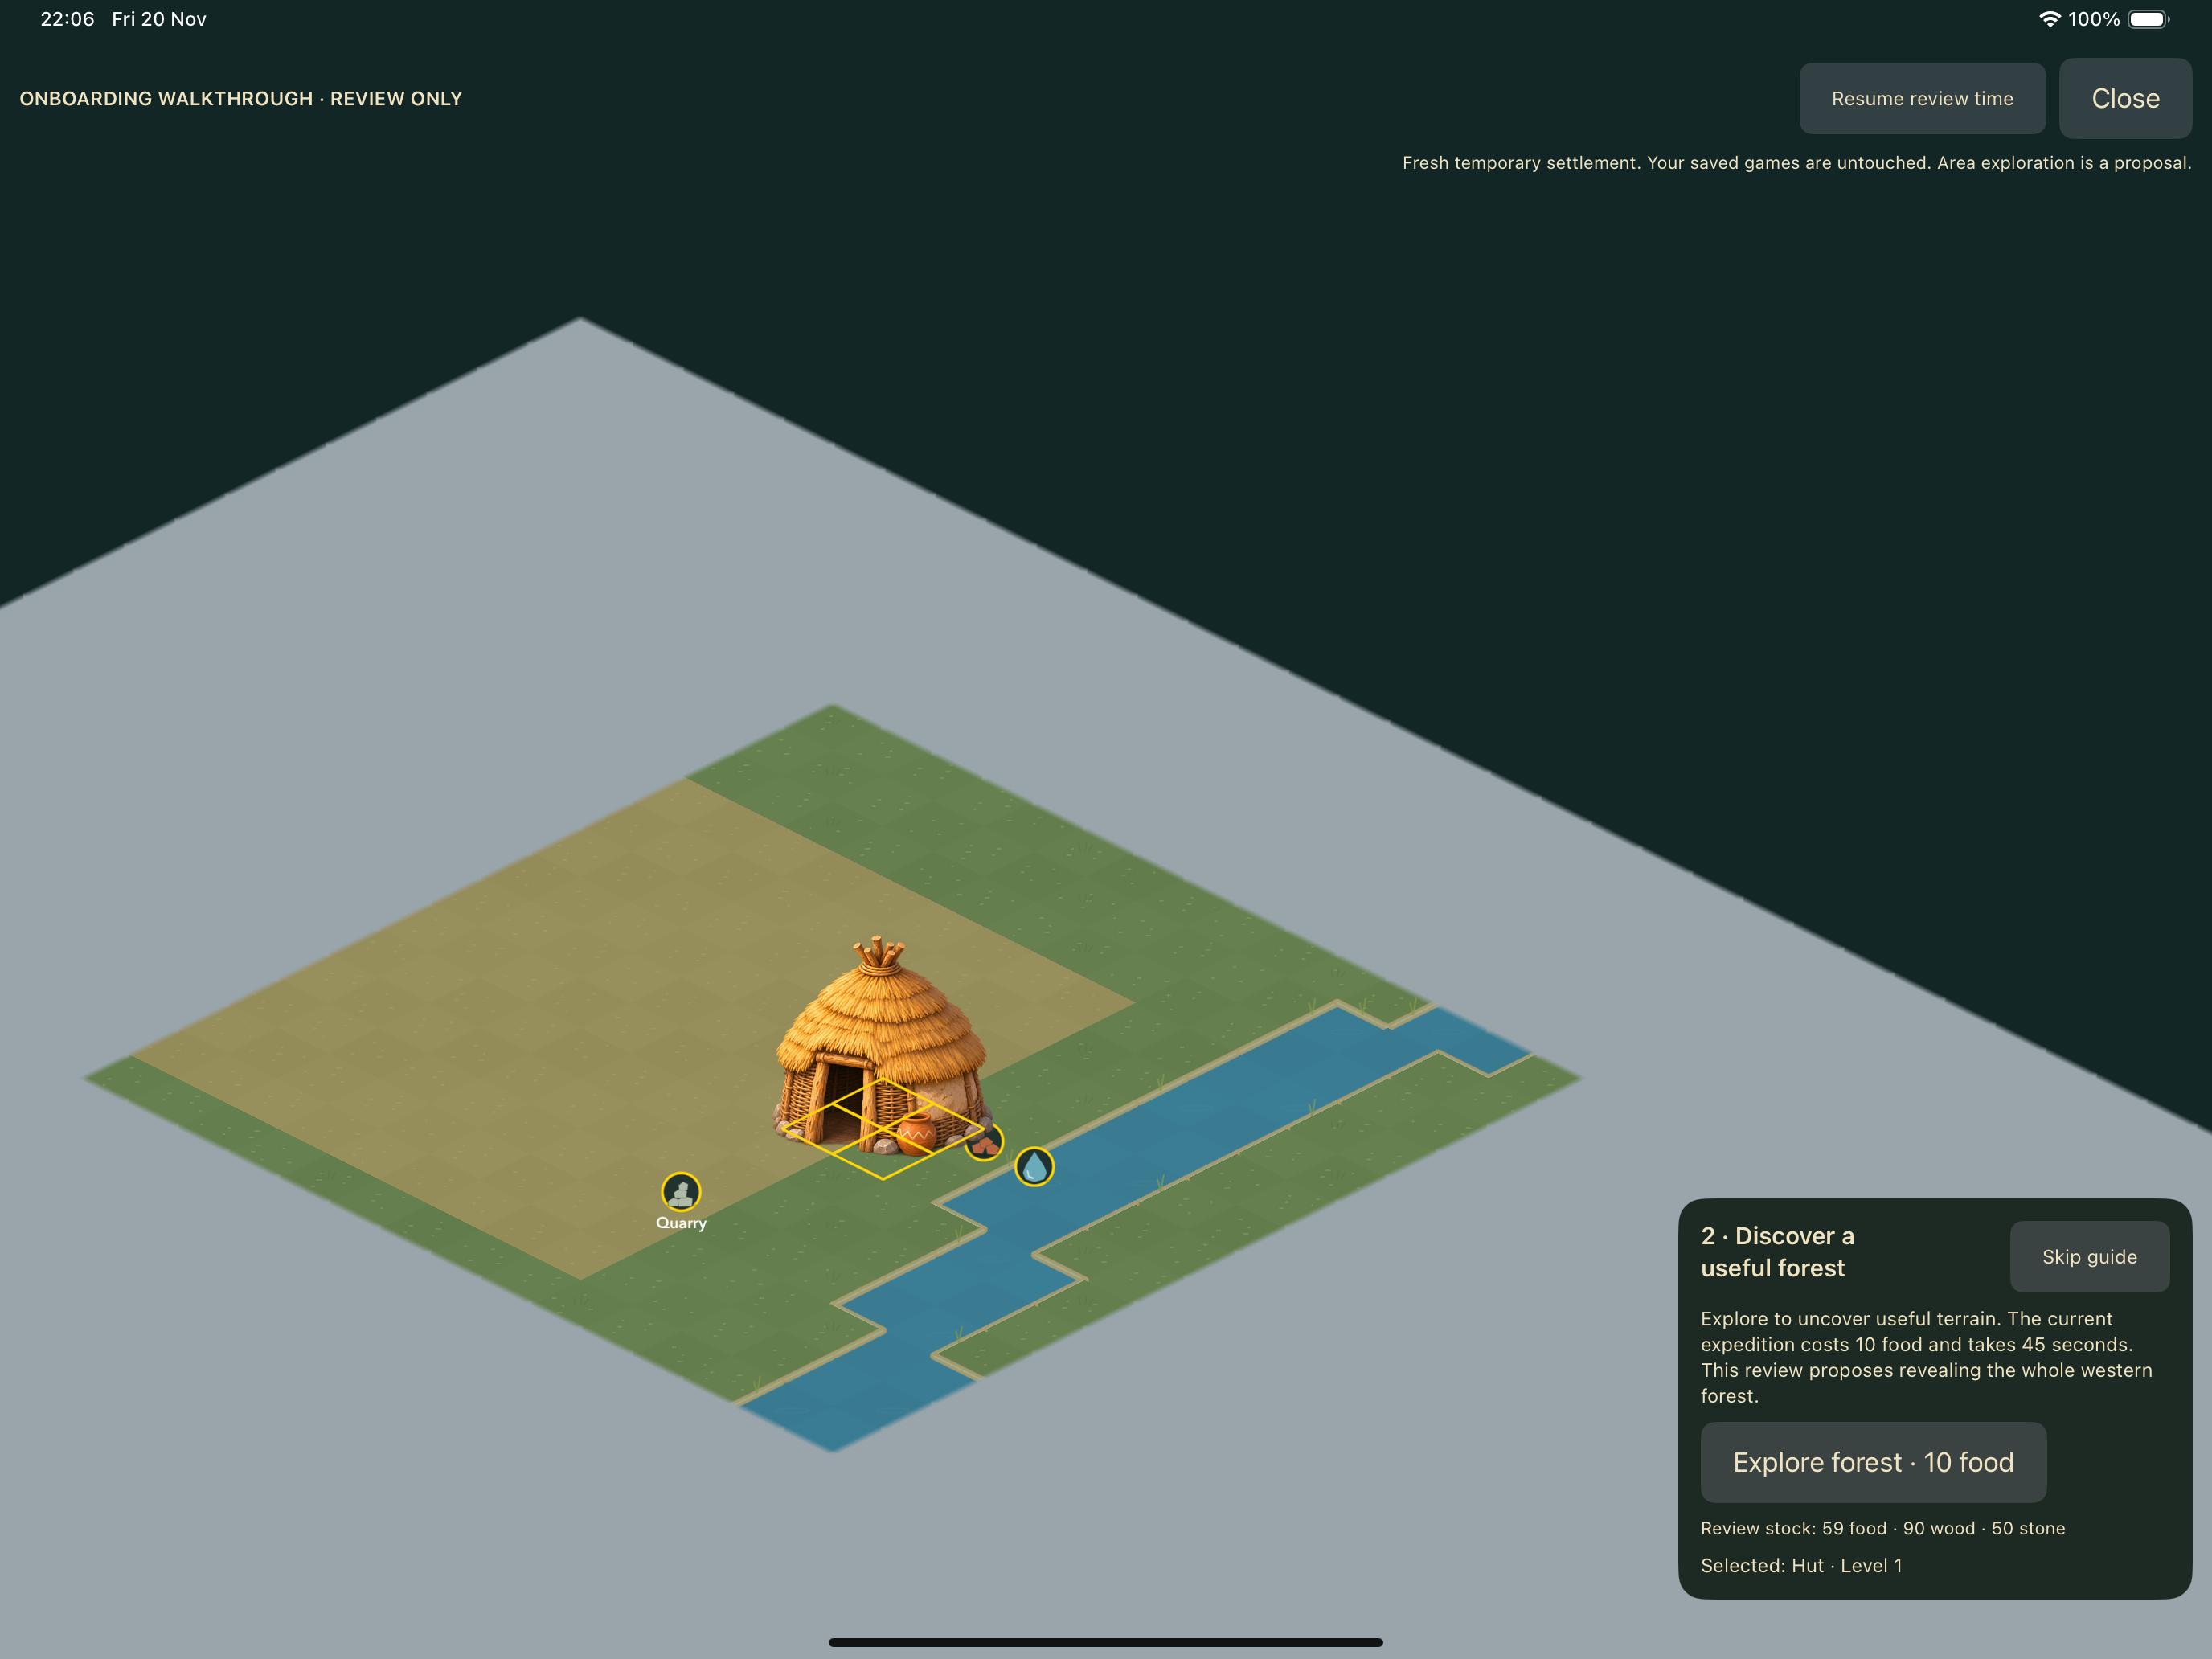 22:06 Fri 20 Nov
100%
ONBOARDING WALKTHROUGH · REVIEW ONLY
Resume review time
Close
Fresh temporary settlement. Your saved games are untouched. Area exploration is a proposal.
Quarry
2 · Discover a
useful forest
Skip guide
Explore to uncover useful terrain. The current
expedition costs 10 food and takes 45 seconds.
This review proposes revealing the whole western
forest.
Explore forest · 10 food
Review stock: 59 food · 90 wood · 50 stone
Selected: Hut · Level 1